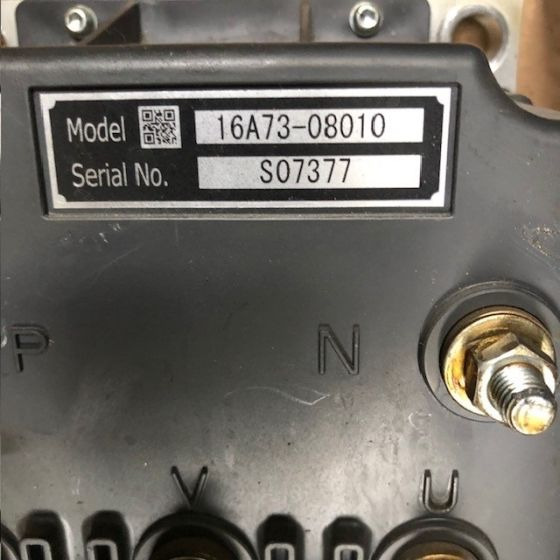 Model 16A73-08010
Serial No. S07377
P N
V U